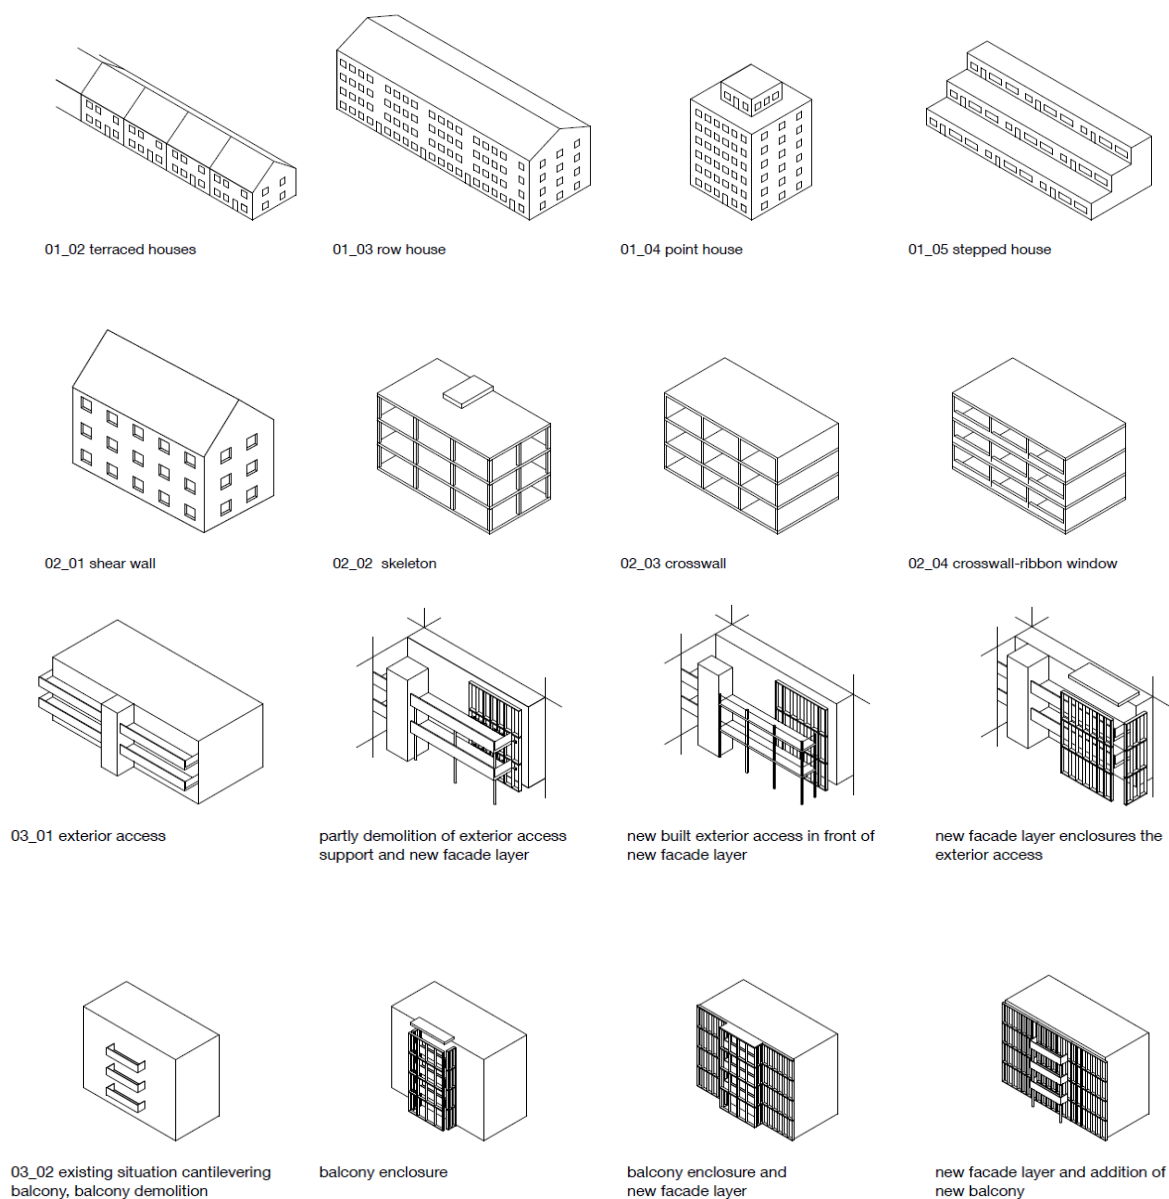 01_02 terraced houses
01_03 row house
01_04 point house
01_05 stepped house
02_01 shear wall
02_02  skeleton
02_03 crosswall
02_04 crosswall-ribbon window
03_01 exterior access
partly demolition of exterior access
support and new facade layer
new built exterior access in front of
new facade layer
new facade layer enclosures the
exterior access
03_02 existing situation cantilevering
balcony, balcony demolition
balcony enclosure
balcony enclosure and
new facade layer
new facade layer and addition of
new balcony